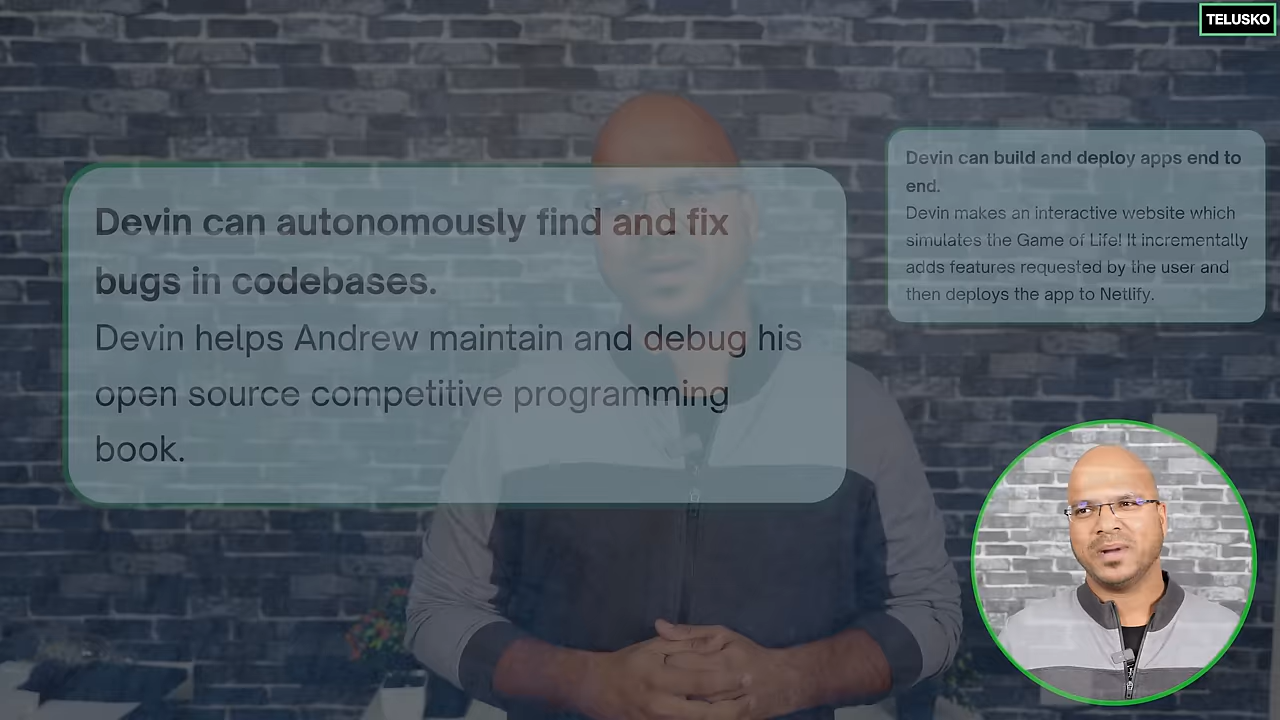 TELUSKO
Devin can autonomously find and fix
bugs in codebases.
Devin helps Andrew maintain and debug his
open source competitive programming
book.
Devin can build and deploy apps end to
end.
Devin makes an interactive website which
simulates the Game of Life! It incrementally
adds features requested by the user and
then deploys the app to Netlify.